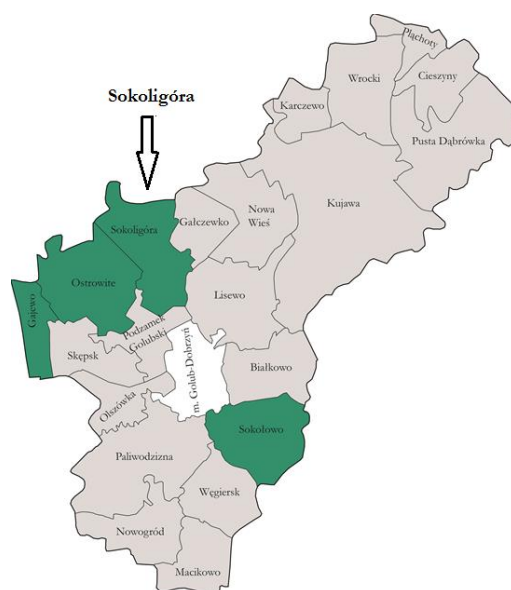 Płąchoty
Wrocki
Cieszyny
Sokoligóra
Karczewo
Pusta Dąbrówka
Kujawa
Nowa
Wieś
Gałczewko
Sokoligóra
Ostrowite
Lisewo
Gajewo
Podzamek
Golubski
Skępsk
m. Golub-Dobrzyń
Białkowo
Olszówka
Sokołowo
Paliwodzizna
Węgiersk
Nowogród
Macikowo